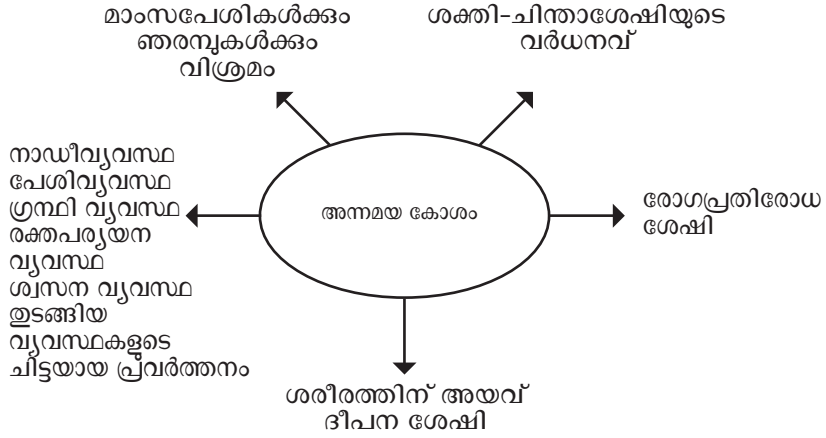 മാംസപേശികൾക്കും
ഞരമ്പുകൾക്കും
വിശ്രമം
ശക്തി-ചിന്താശേഷിയുടെ
വർധനവ്
നാഡീവ്യവസ്ഥ
പേശിവ്യവസ്ഥ
ഗ്രന്ഥി വ്യവസ്ഥ
രക്തപര്യയന
വ്യവസ്ഥ
ശ്വസന വ്യവസ്ഥ
തുടങ്ങിയ
വ്യവസ്ഥകളുടെ
ചിട്ടയായ പ്രവർത്തനം
അന്നമയ കോശം
രോഗപ്രതിരോധ
ശേഷി
ശരീരത്തിന് അയവ്
ദീപന ശേഷി